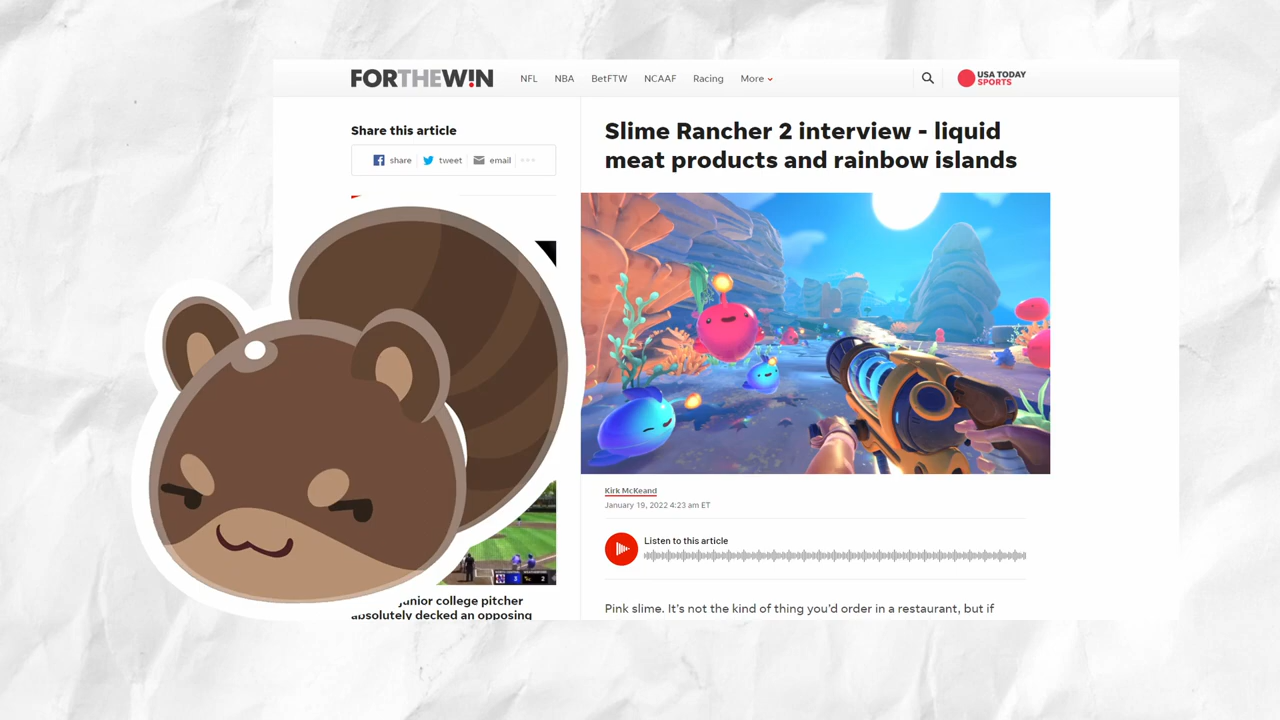 FORTHEW!N
NFL
NBA
BetFTW
NCAAF
Racing
More
USA TODAY
SPORTS
Share this article
share
tweet
email
Slime Rancher 2 interview - liquid
meat products and rainbow islands
Kirk McKeand
January 19, 2022 4:23 am ET
Listen to this article
junior college pitcher
absolutely decked an opposing
Pink slime. It's not the kind of thing you'd order in a restaurant, but if